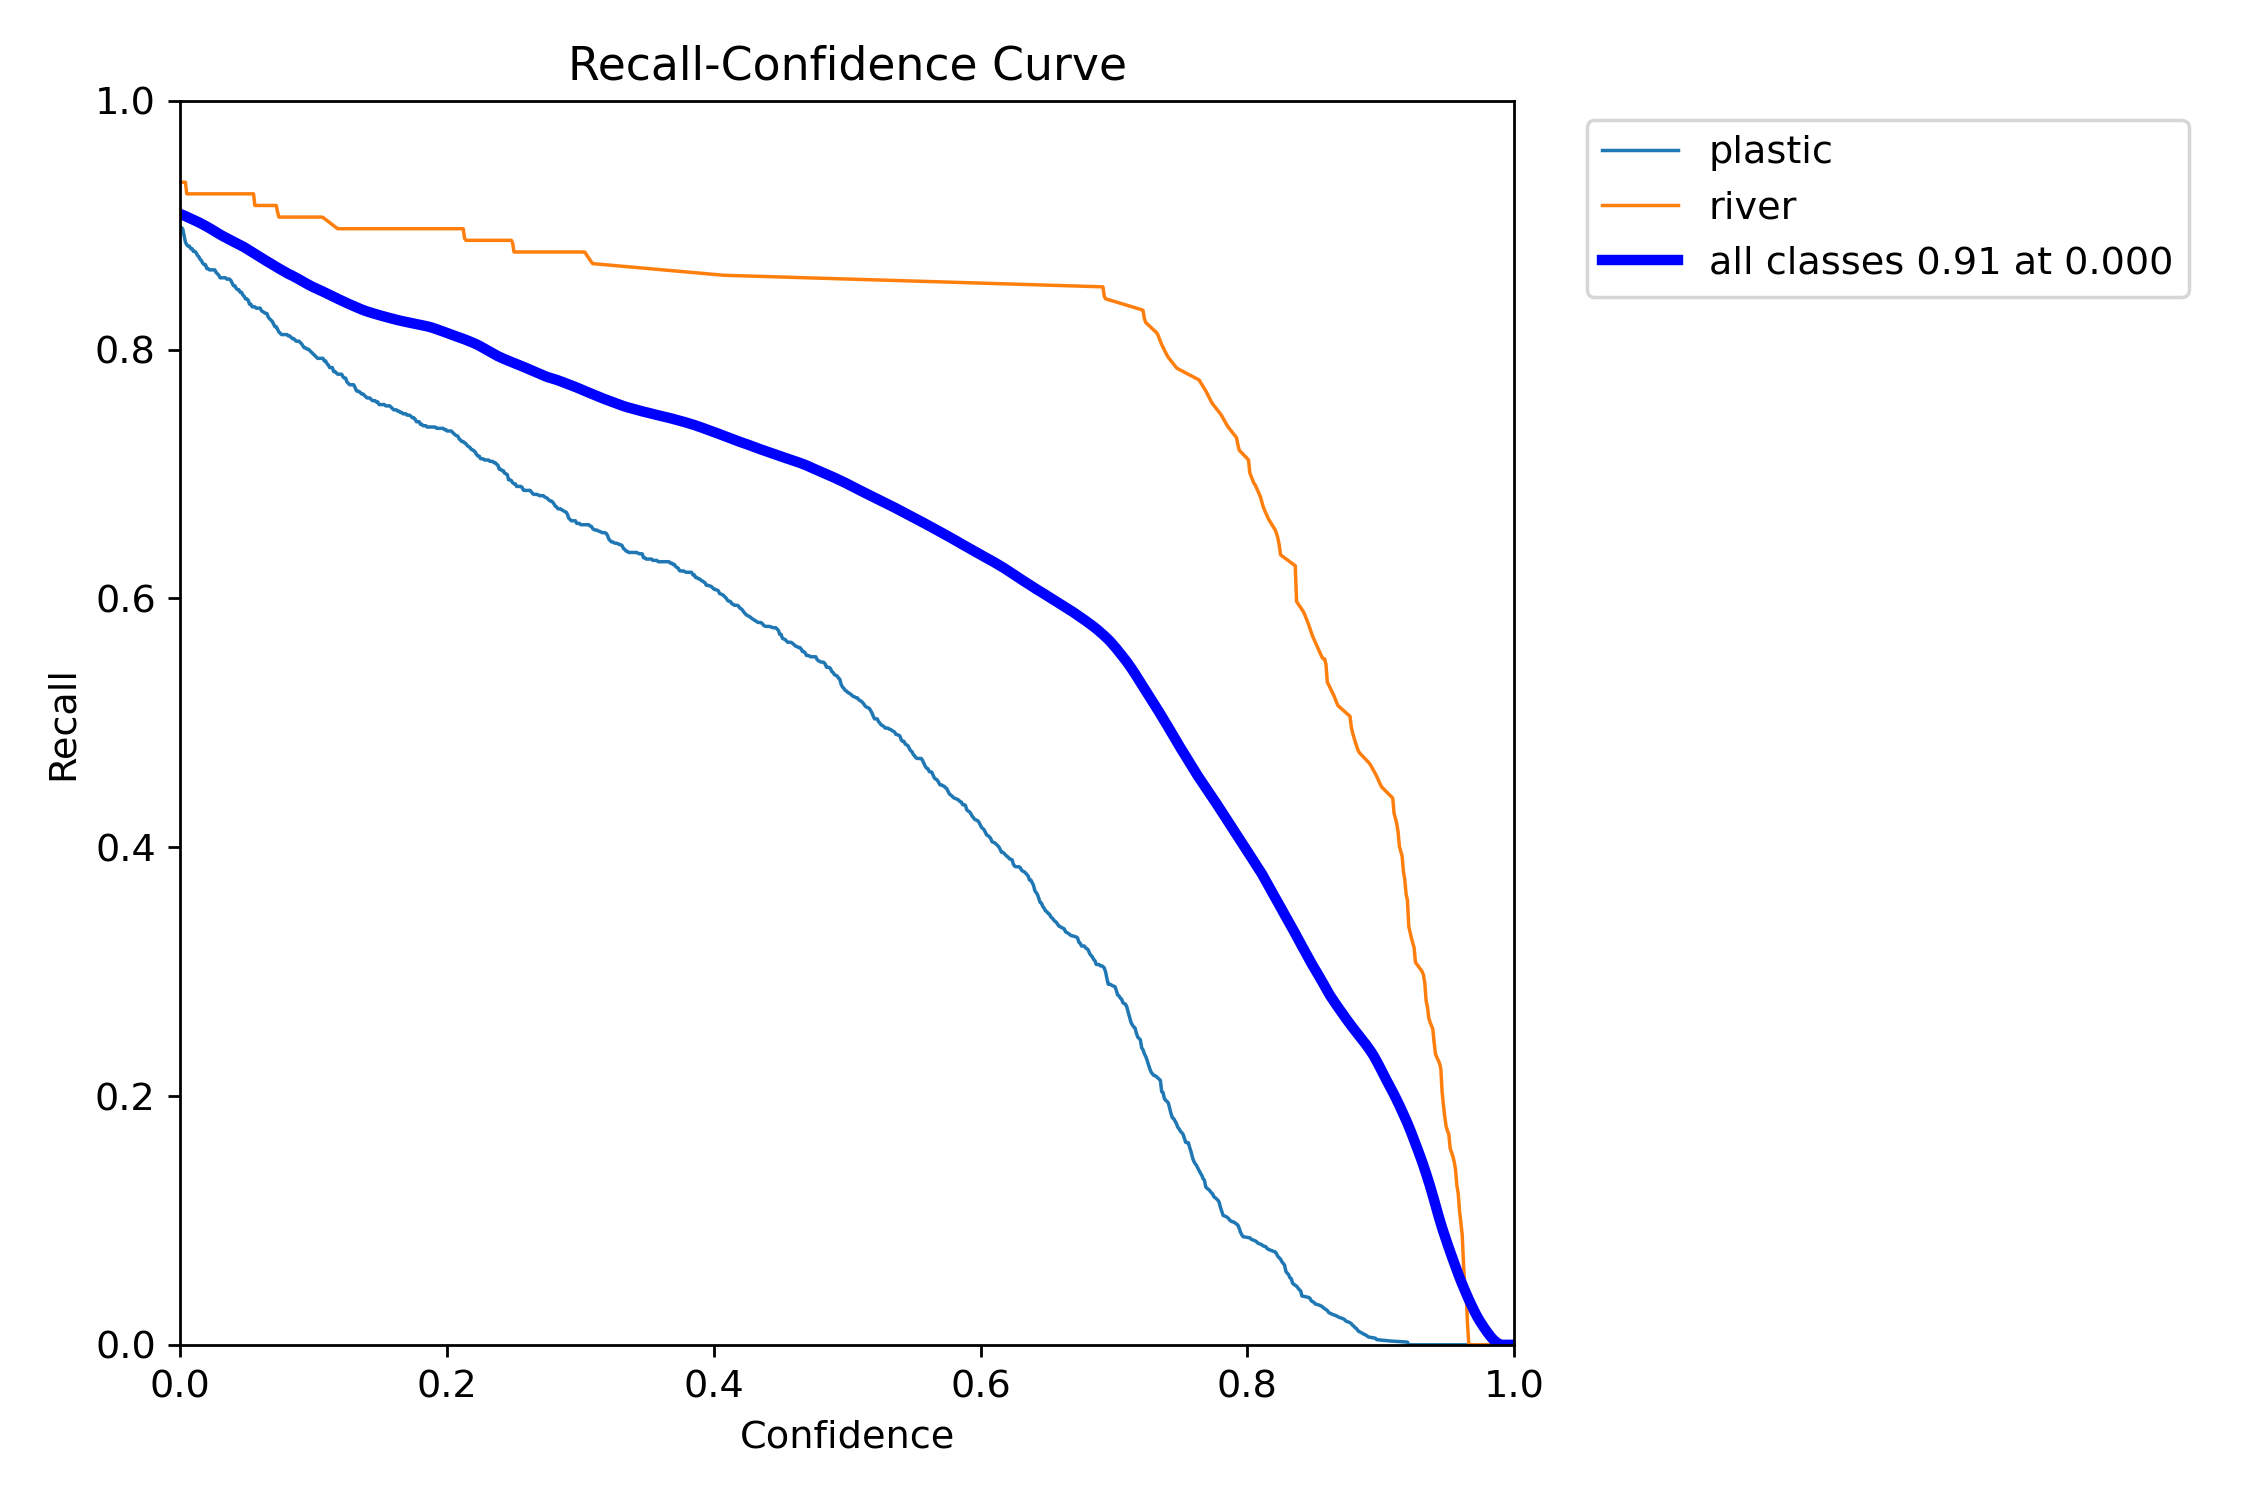 Recall-Confidence Curve
1.0
0.8
0.6
0.4
0.2
0.0
Recall
0.0 0.2 0.4 0.6 0.8 1.0
Confidence
plastic
river
all classes 0.91 at 0.000